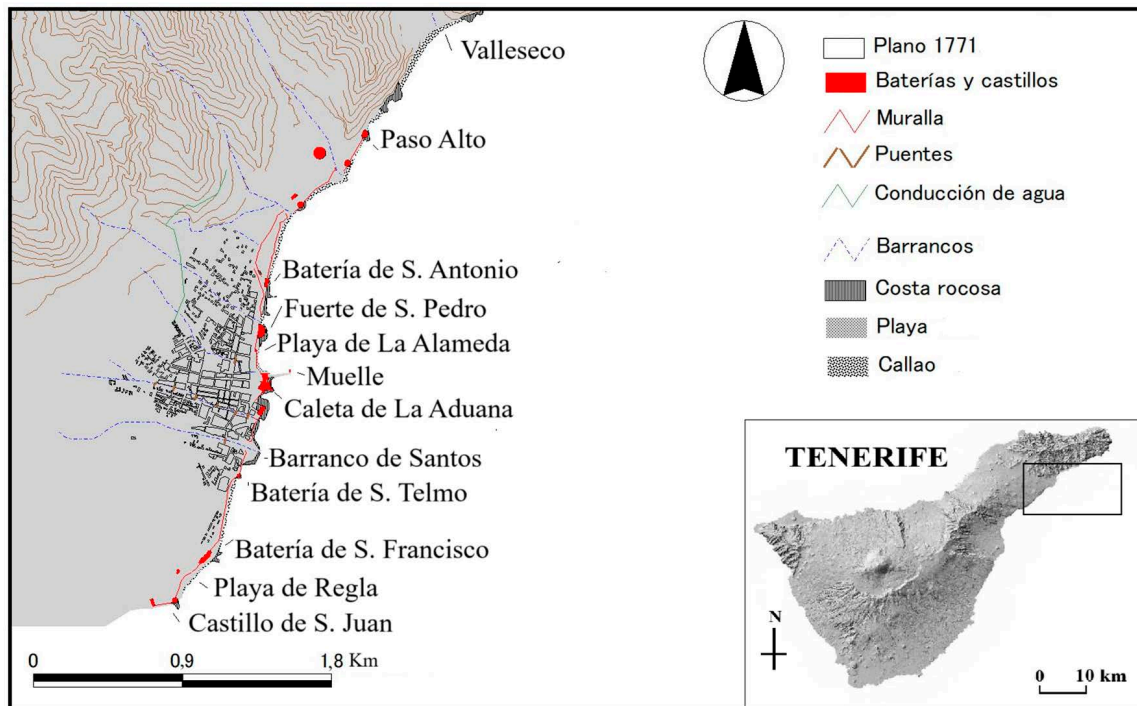 Valleseco
Paso Alto
Batería de S. Antonio
Fuerte de S. Pedro
Playa de La Alameda
Muelle
Caleta de La Aduana
Barranco de Santos
Batería de S. Telmo
Batería de S. Francisco
Playa de Regla
Castillo de S. Juan
0 0,9 1,8 Km
Plano 1771
Baterías y castillos
Muralla
Puentes
Conducción de agua
Barrancos
Costa rocosa
Playa
Callao
TENERIFE
N
0 10 km